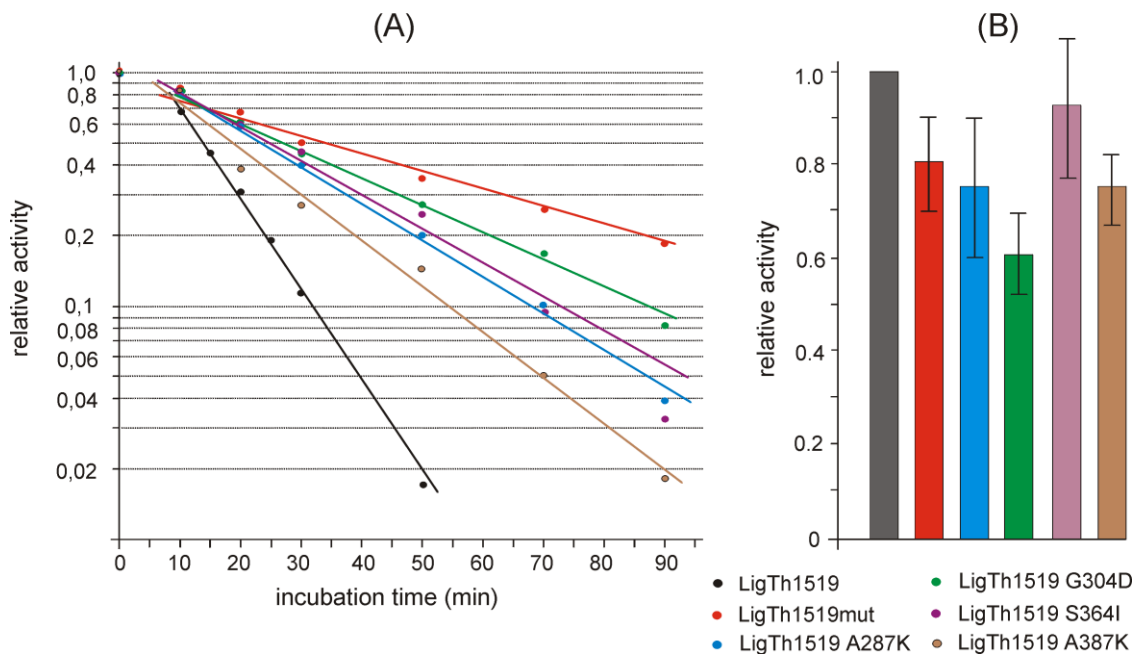 (A)
(B)
1,0
0,8
0,6
0,4
0,2
0,1
0,08
0,06
0,04
0,02
relative activity
0 10 20 30 40 50 60 70 80 90
incubation time (min)
1.0
0.8
0.6
0.4
0.2
0
relative activity
LigTh1519
LigTh1519mut
LigTh1519 A287K
LigTh1519 G304D
LigTh1519 S364I
LigTh1519 A387K